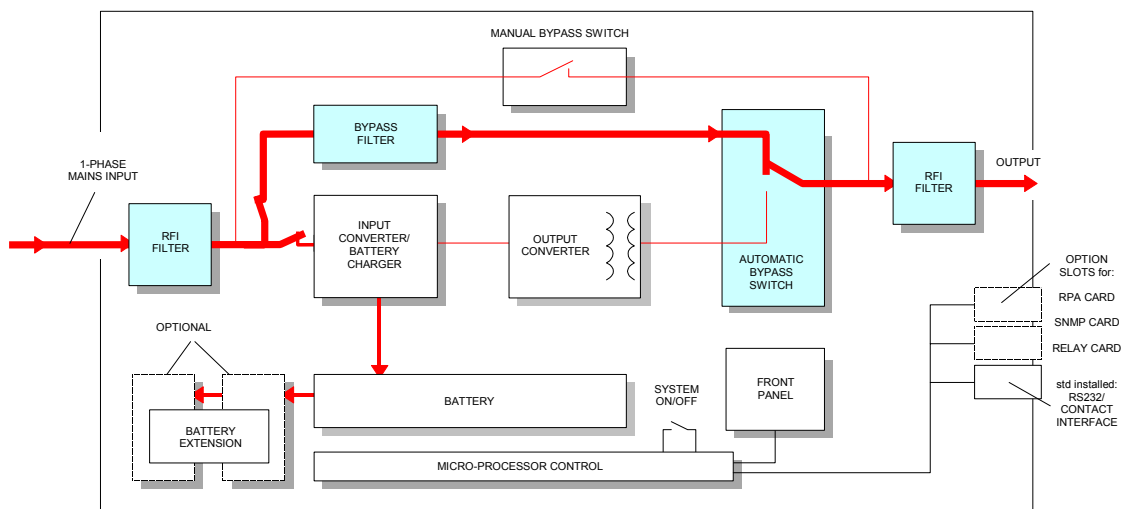 MANUAL BYPASS SWITCH
BYPASS
FILTER
1-PHASE
MAINS INPUT
RFI
FILTER
INPUT
CONVERTER/
BATTERY
CHARGER
OUTPUT
CONVERTER
AUTOMATIC
BYPASS
SWITCH
RFI
FILTER
OUTPUT
OPTION
SLOTS for:
RPA CARD
SNMP CARD
RELAY CARD
std installed:
RS232/
CONTACT
INTERFACE
OPTIONAL
BATTERY
EXTENSION
BATTERY
SYSTEM
ON/OFF
FRONT
PANEL
MICRO-PROCESSOR CONTROL